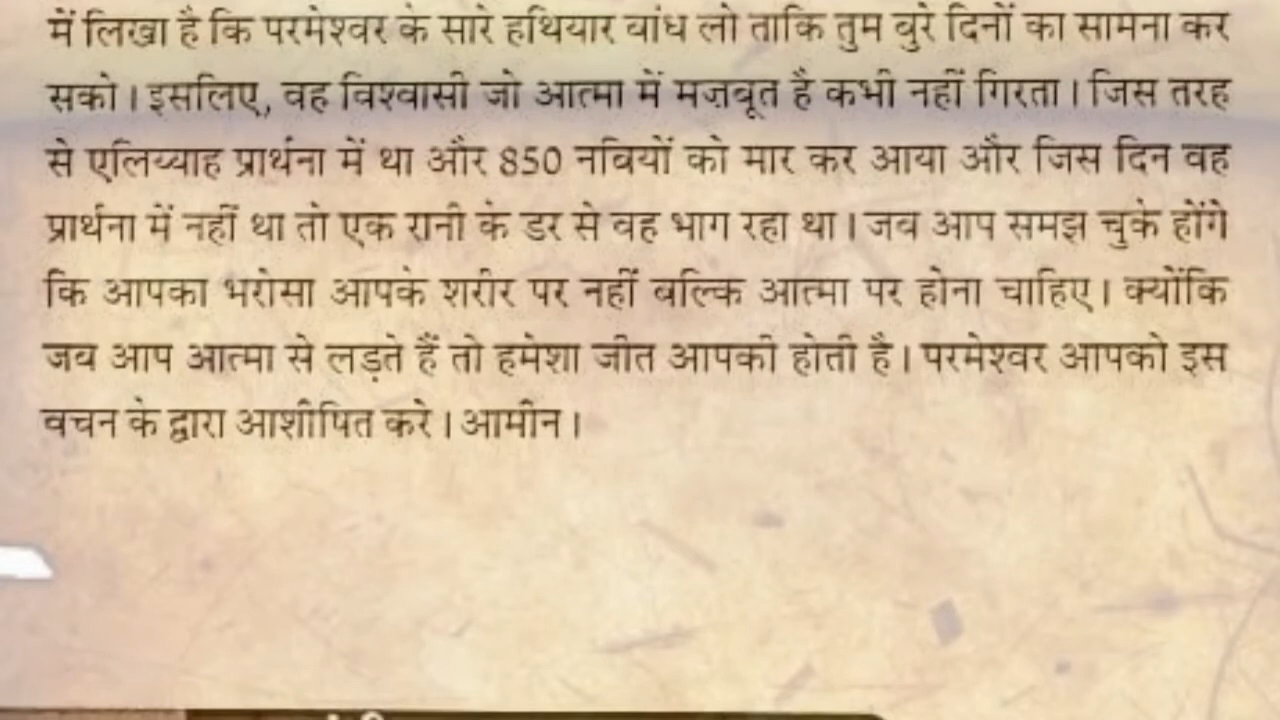 में लिखा है कि परमेश्वर के सारे हथियार बांध लो ताकि तुम बुरे दिनों का सामना कर
सको। इसलिए, वह विश्वासी जो आत्मा में मज़बूत है कभी नहीं गिरता। जिस तरह
से एलिय्याह प्रार्थना में था और 850 नबियों को मार कर आया और जिस दिन वह
प्रार्थना में नहीं था तो एक रानी के डर से वह भाग रहा था। जब आप समझ चुके होंगे
कि आपका भरोसा आपके शरीर पर नहीं बल्कि आत्मा पर होना चाहिए। क्योंकि
जब आप आत्मा से लड़ते हैं तो हमेशा जीत आपकी होती है। परमेश्वर आपको इस
वचन के द्वारा आशीषित करे। आमीन।